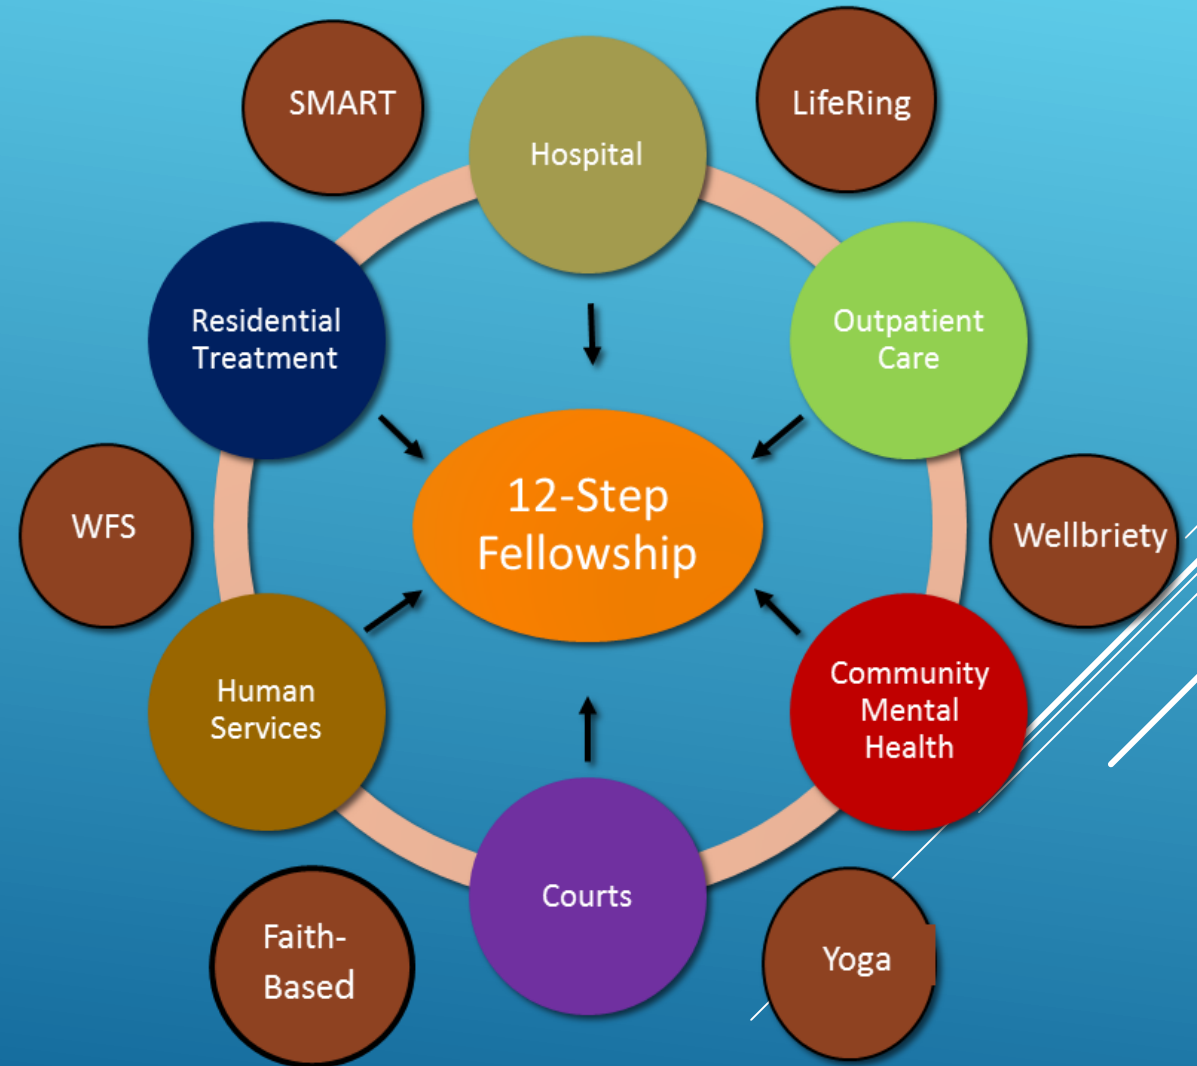 SMART
LifeRing
Hospital
Residential
Treatment
Outpatient
Care
12-Step
Fellowship
WFS
Wellbriety
Human
Services
Community
Mental
Health
Courts
Faith-
Based
Yoga